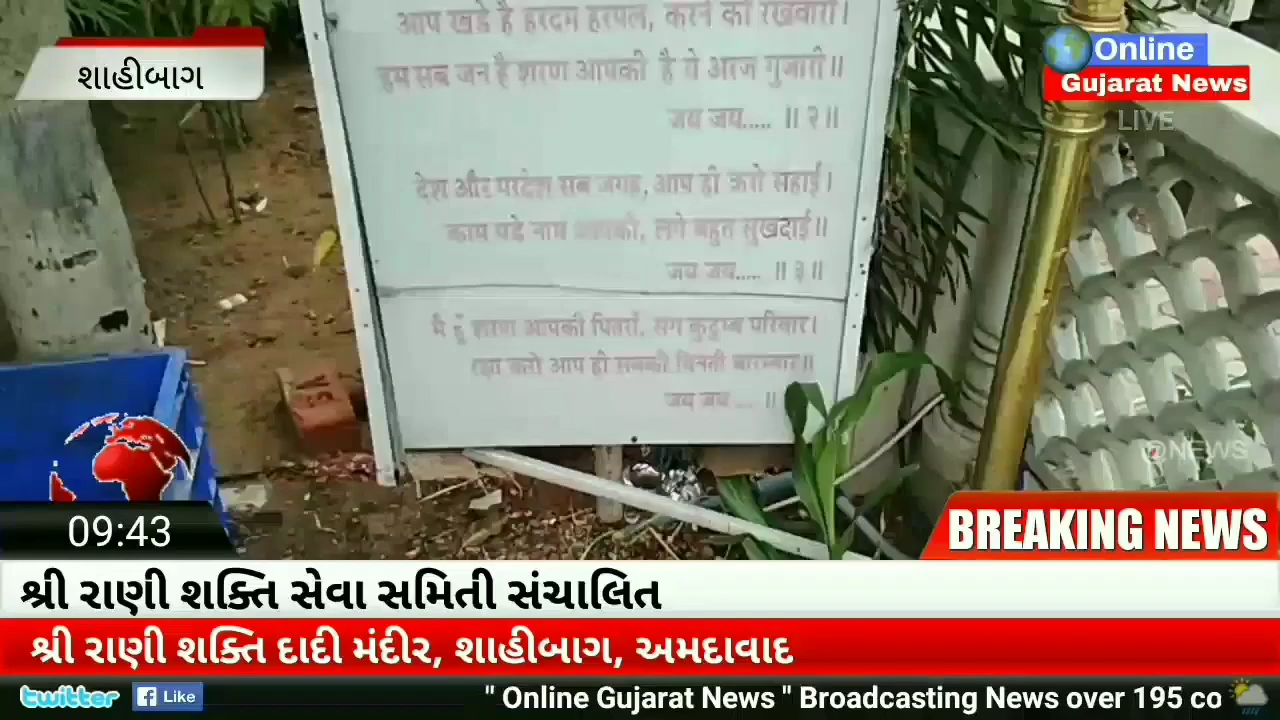 आप खडे है हरदम हरपल, करने को रखवारी।
हम सब जन है शरण आपकी है ये अरज गुजारी॥
जय जय..... ॥२॥
देश और परदेश सब जगह, आप ही करो सहाई।
काम पडे नाम आपको, लगे बहुत सुखदाई॥
जय जय..... ॥३॥
मै हुँ शरण आपकी पितरों, संग कुटुम्ब परिवार।
रक्षा करो आप ही सबकी विनती बारम्बार॥
जय जय ... ॥
શાહીબાગ
Online
Gujarat News
LIVE
@NEWS
09:43
BREAKING NEWS
શ્રી રાણી શક્તિ સેવા સમિતી સંચાલિત
શ્રી રાણી શક્તિ દાદી મંદીર, શાહીબાગ, અમદાવાદ
twitter
Like
" Online Gujarat News " Broadcasting News over 195 co